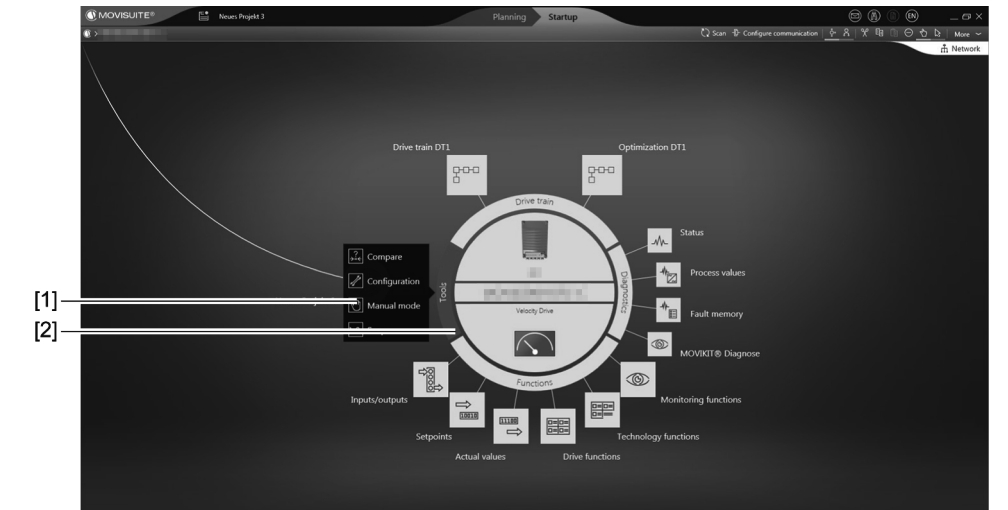 MOVISUITE® Neues Projekt 3 Planning Startup EN
> Scan Configure communication More
Network
Drive train DT1 Optimization DT1
Drive train
Status
? Compare
Configuration
Tools
Diagnostics
Process values
[1] Manual mode
Velocity Drive
Fault memory
[2]
MOVIKIT® Diagnose
Functions
Inputs/outputs
Monitoring functions
10010
11100
Setpoints
Technology functions
Actual values Drive functions